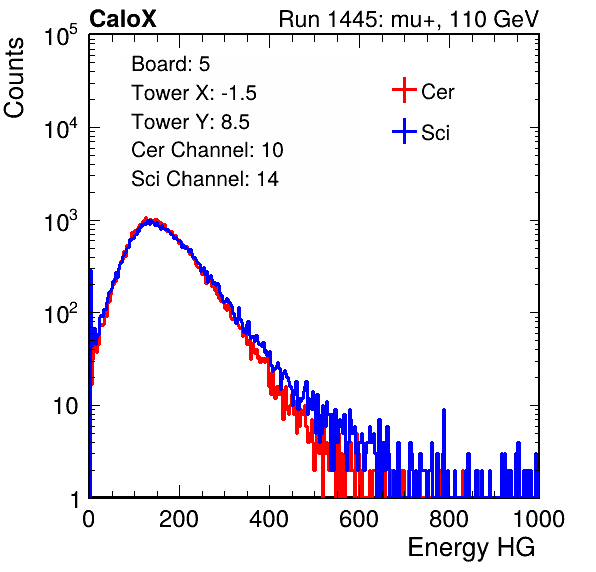 CaloX Run 1445: mu+, 110 GeV
Counts
10^5
10^4
10^3
10^2
10
1
Board: 5
Tower X: -1.5
Tower Y: 8.5
Cer Channel: 10
Sci Channel: 14
Cer
Sci
0 200 400 600 800 1000
Energy HG